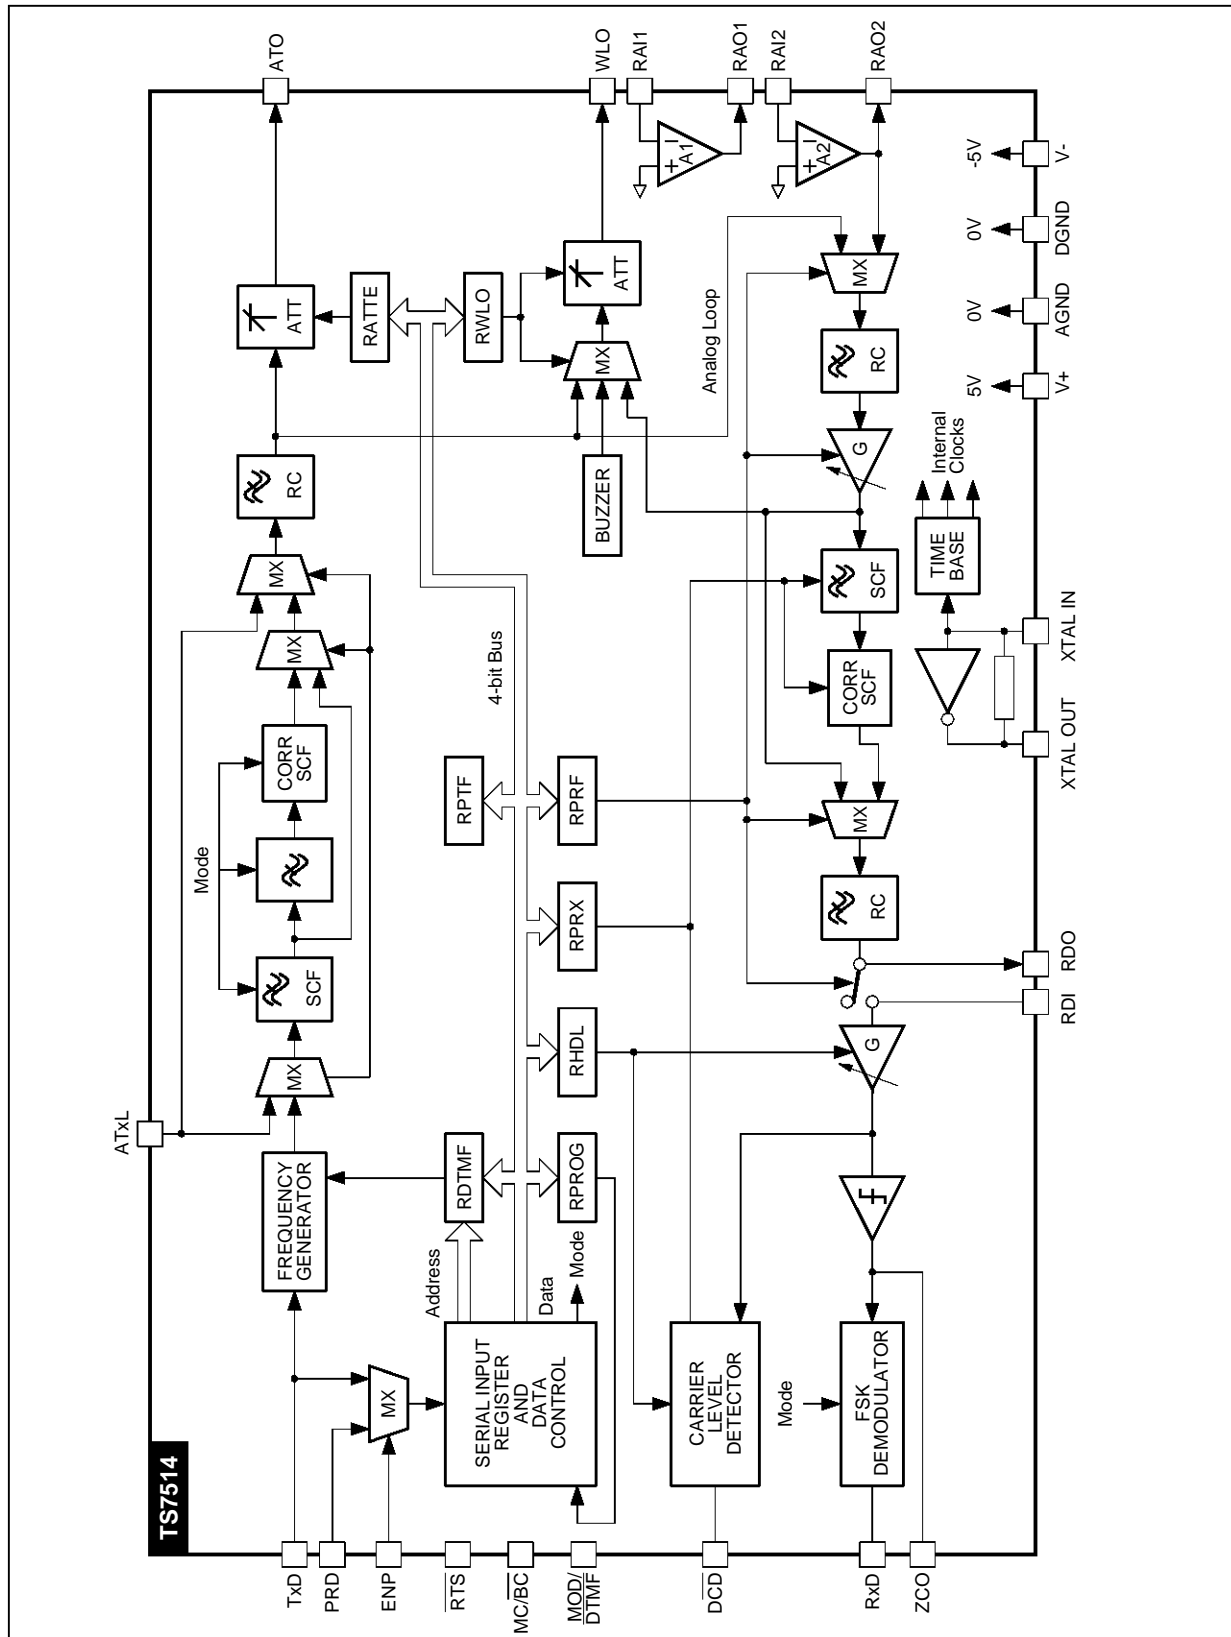 TS7514
ATxL
ATO
WLO
RAI1
RAO1
RAI2
RAO2
V-
DGND
AGND
V+
XTAL IN
XTAL OUT
RDO
RDI
TxD
PRD
ENP
RTS
MC/BC
MOD/
DTMF
DCD
RxD
ZCO
FREQUENCY
GENERATOR
MX
SCF
Mode
CORR
SCF
MX
MX
RC
ATT
RATTE
RWLO
MX
ATT
BUZZER
MX
SERIAL INPUT
REGISTER
AND
DATA
CONTROL
Address
Data
Mode
4-bit Bus
RDTMF
RPROG
RHDL
RPRX
RPTF
RPRF
A1
A2
Analog Loop
MX
RC
G
SCF
CORR
SCF
MX
RC
G
CARRIER
LEVEL
DETECTOR
Mode
FSK
DEMODULATOR
TIME
BASE
Internal
Clocks
5V
0V
0V
-5V
+
−
+
−